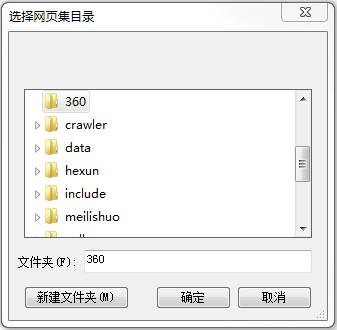 选择网页集目录
360
crawler
data
hexun
include
meilishuo
文件夹(F): 360
新建文件夹(M) 确定 取消